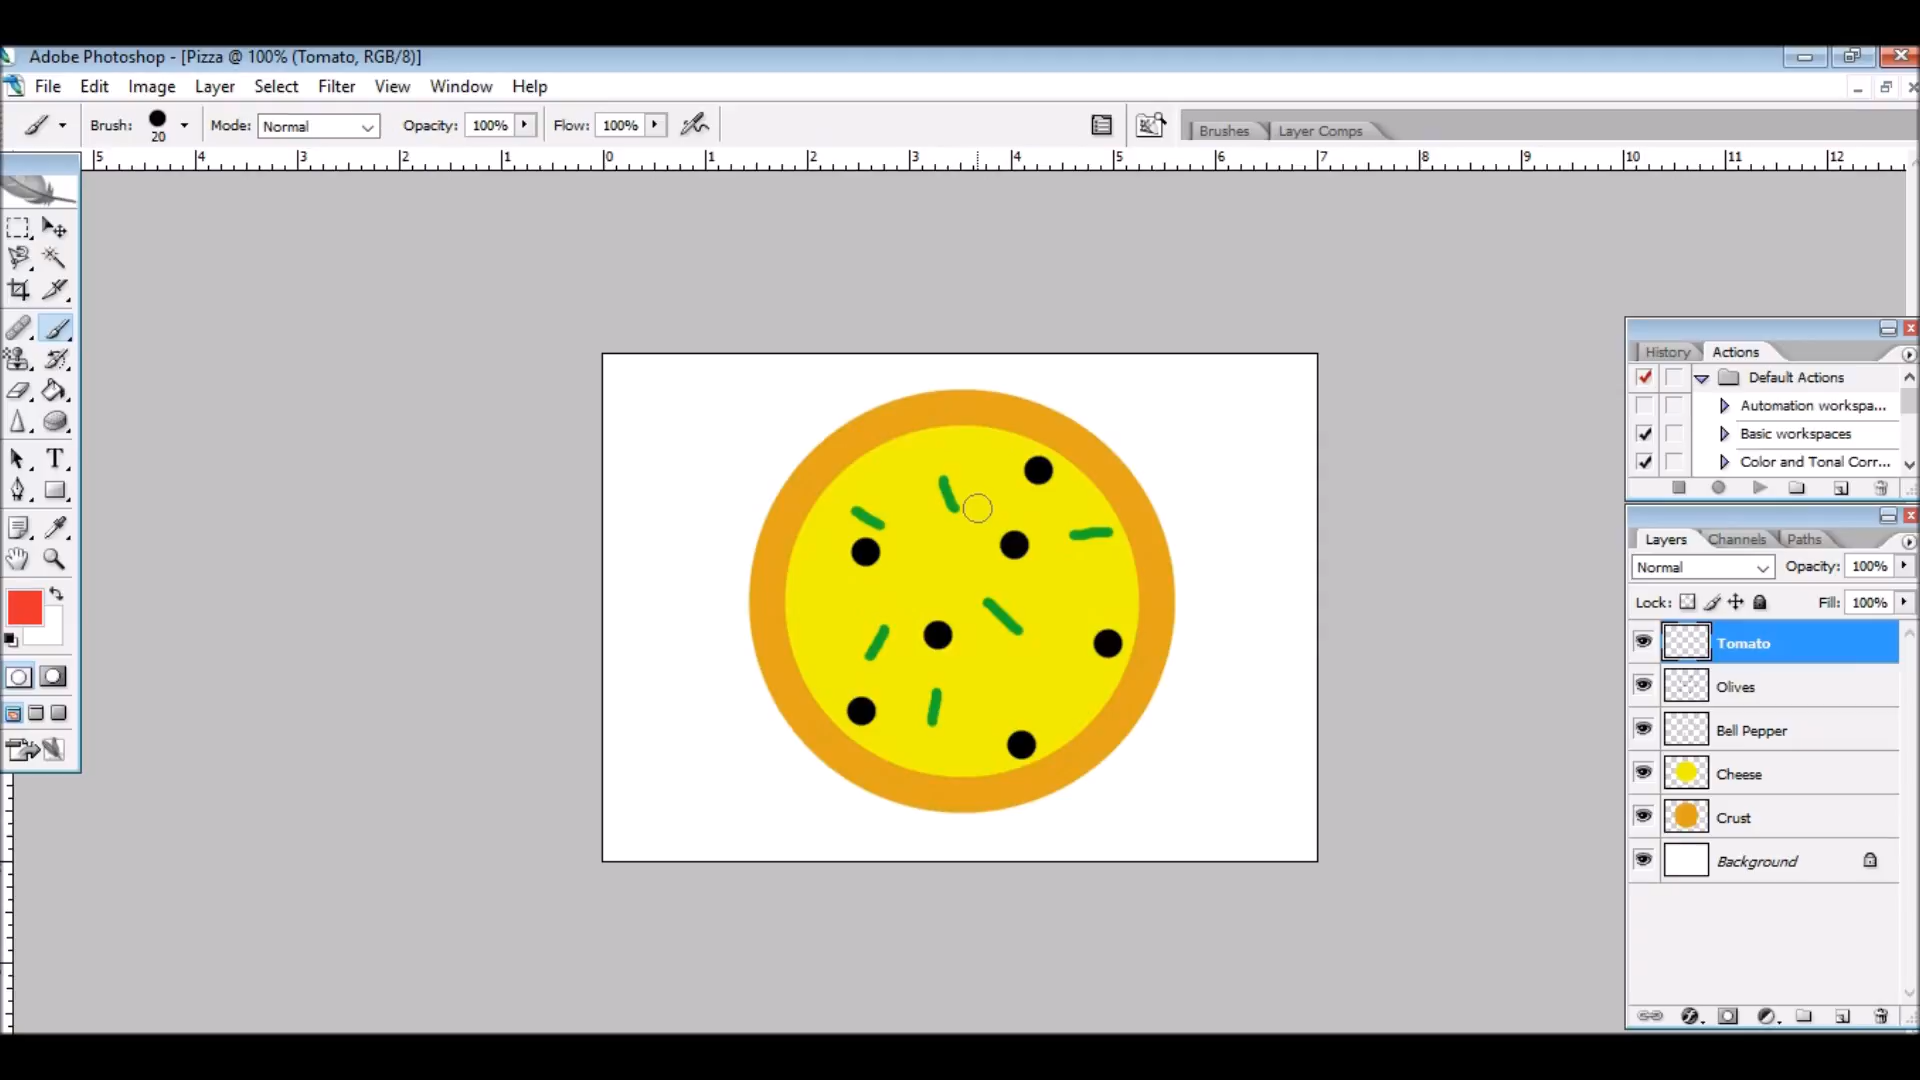 Adobe Photoshop - [Pizza @ 100% (Tomato, RGB/8)]
File Edit Image Layer Select Filter View Window Help
Brush: 20 Mode: Normal Opacity: 100% Flow: 100% Brushes Layer Comps
5 4 3 2 1 0 1 2 3 4 5 6 7 8 9 10 11 12
T
History Actions
Default Actions
Automation workspa...
Basic workspaces
Color and Tonal Corr...
Layers Channels Paths
Normal Opacity: 100%
Lock: Fill: 100%
Tomato
Olives
Bell Pepper
Cheese
Crust
Background